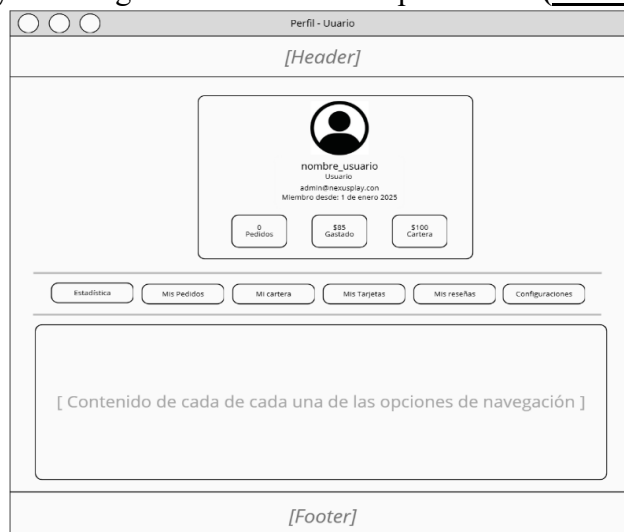 Perfil - Uuario
[Header]
nombre_usuario
Usuario
admin@nexusplay.con
Miembro desde: 1 de enero 2025
0
Pedidos
$85
Gastado
$100
Cartera
Estadística
Mis Pedidos
Mi cartera
Mis Tarjetas
Mis reseñas
Configuraciones
[ Contenido de cada de cada una de las opciones de navegación ]
[Footer]